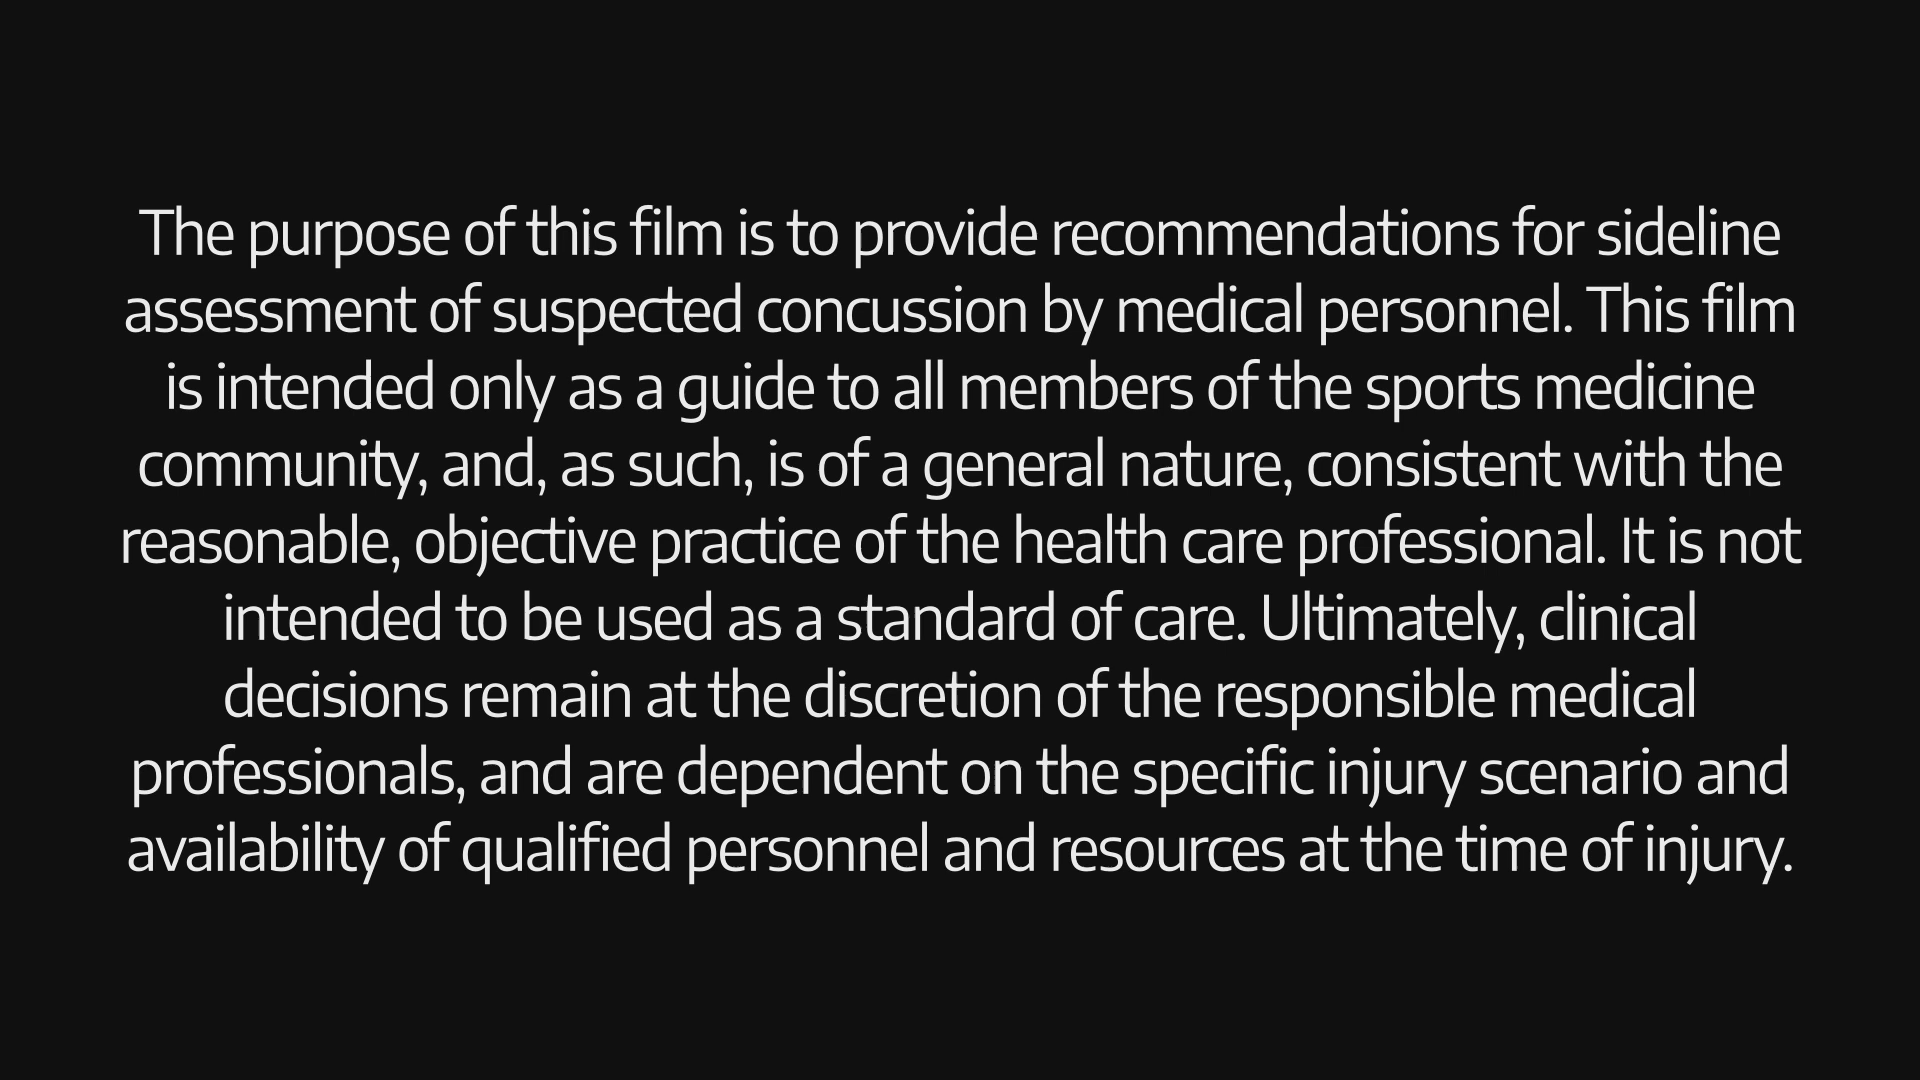 The purpose of this film is to provide recommendations for sideline
assessment of suspected concussion by medical personnel. This film
is intended only as a guide to all members of the sports medicine
community, and, as such, is of a general nature, consistent with the
reasonable, objective practice of the health care professional. It is not
intended to be used as a standard of care. Ultimately, clinical
decisions remain at the discretion of the responsible medical
professionals, and are dependent on the specific injury scenario and
availability of qualified personnel and resources at the time of injury.